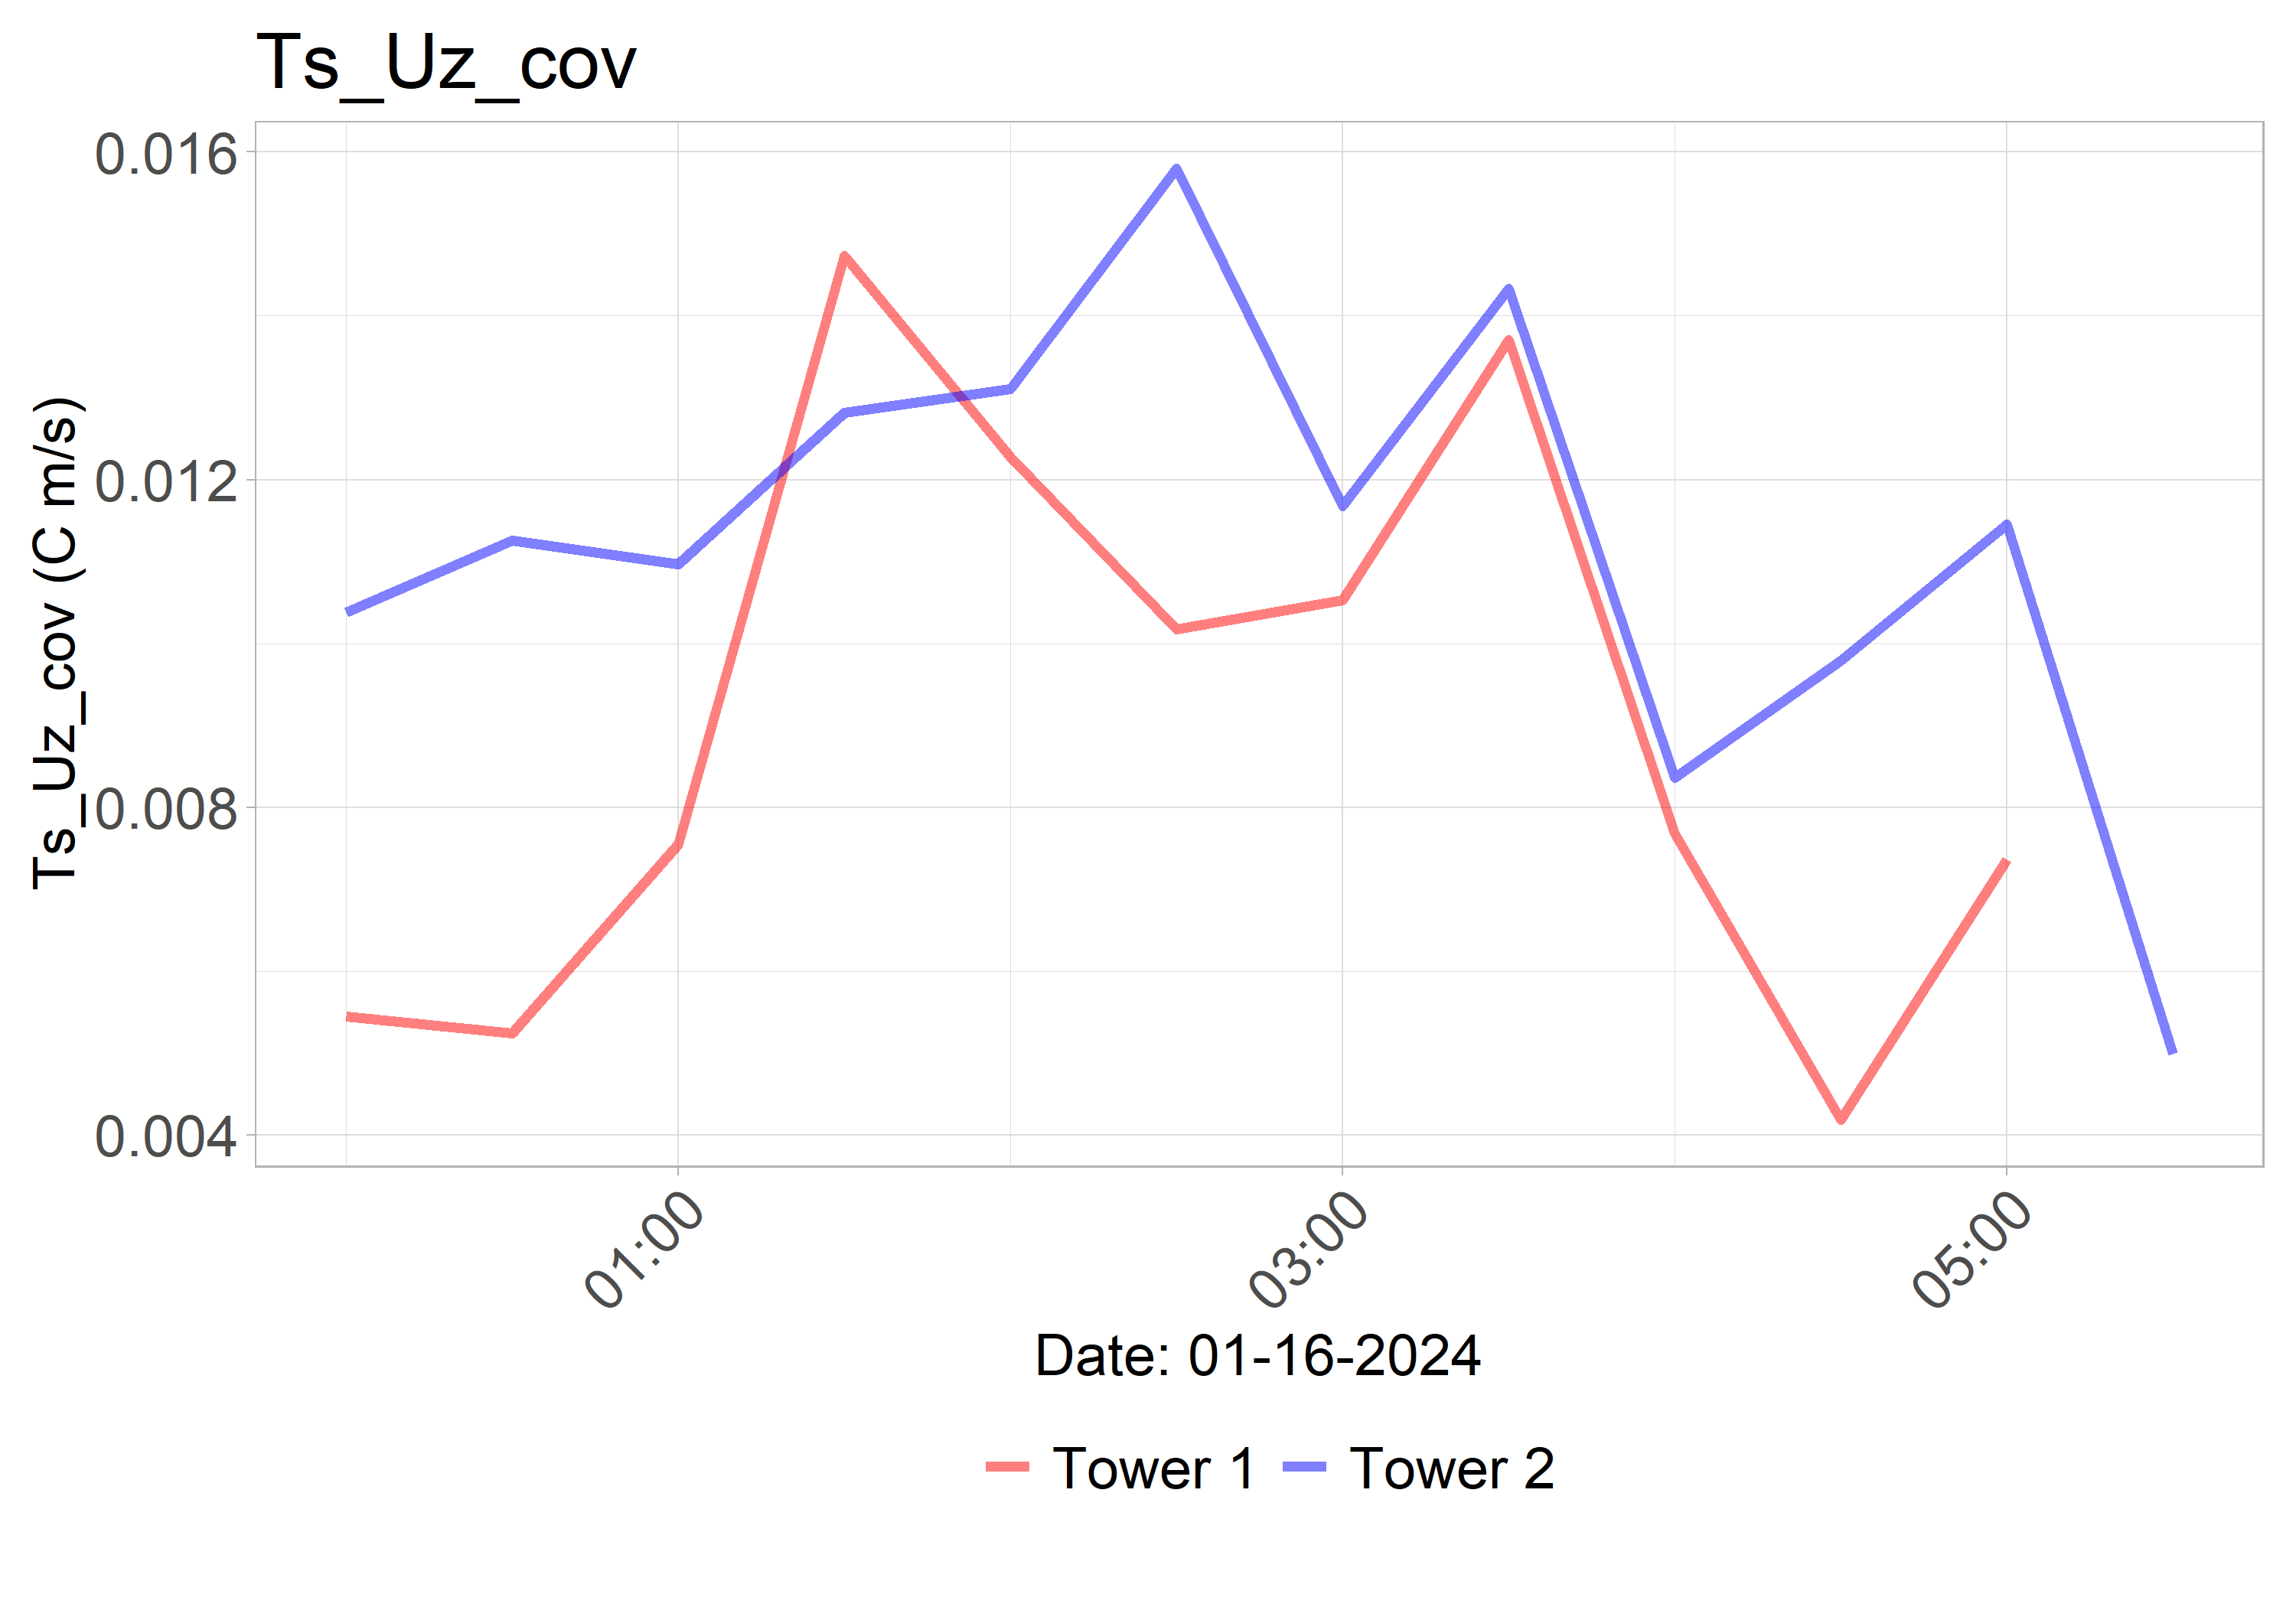 Ts_Uz_cov
Ts_Uz_cov (C m/s)
0.016
0.012
0.008
0.004
01:00
03:00
05:00
Date: 01-16-2024
Tower 1
Tower 2